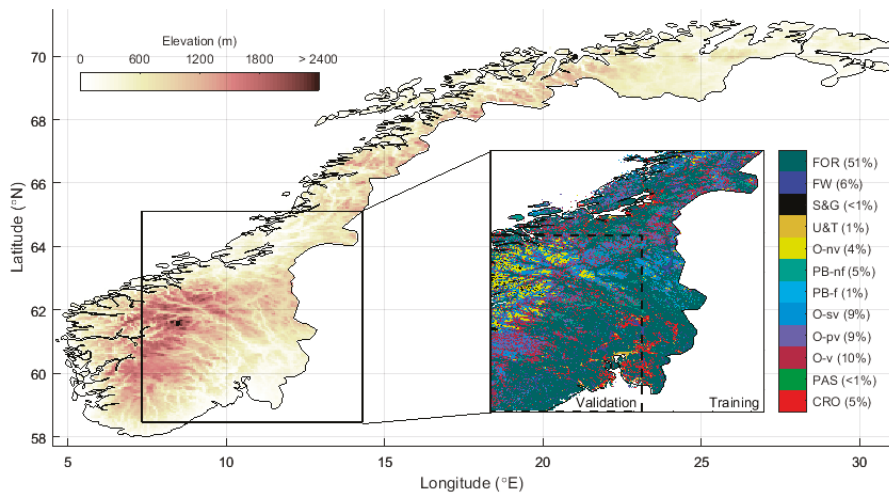 Elevation (m)
0 600 1200 1800 > 2400
70
68
66
64
62
60
58
Latitude (°N)
5 10 15 20 25 30
Longitude (°E)
Validation
Training
FOR (51%)
FW (6%)
S&G (<1%)
U&T (1%)
O-nv (4%)
PB-nf (5%)
PB-f (1%)
O-sv (9%)
O-pv (9%)
O-v (10%)
PAS (<1%)
CRO (5%)